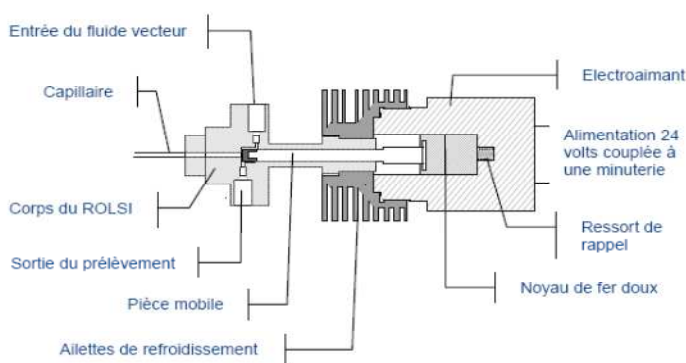 Entrée du fluide vecteur
Capillaire
Corps du ROLSI
Sortie du prélèvement
Pièce mobile
Ailettes de refroidissement
Electroaimant
Alimentation 24
volts couplée à
une minuterie
Ressort de
rappel
Noyau de fer doux